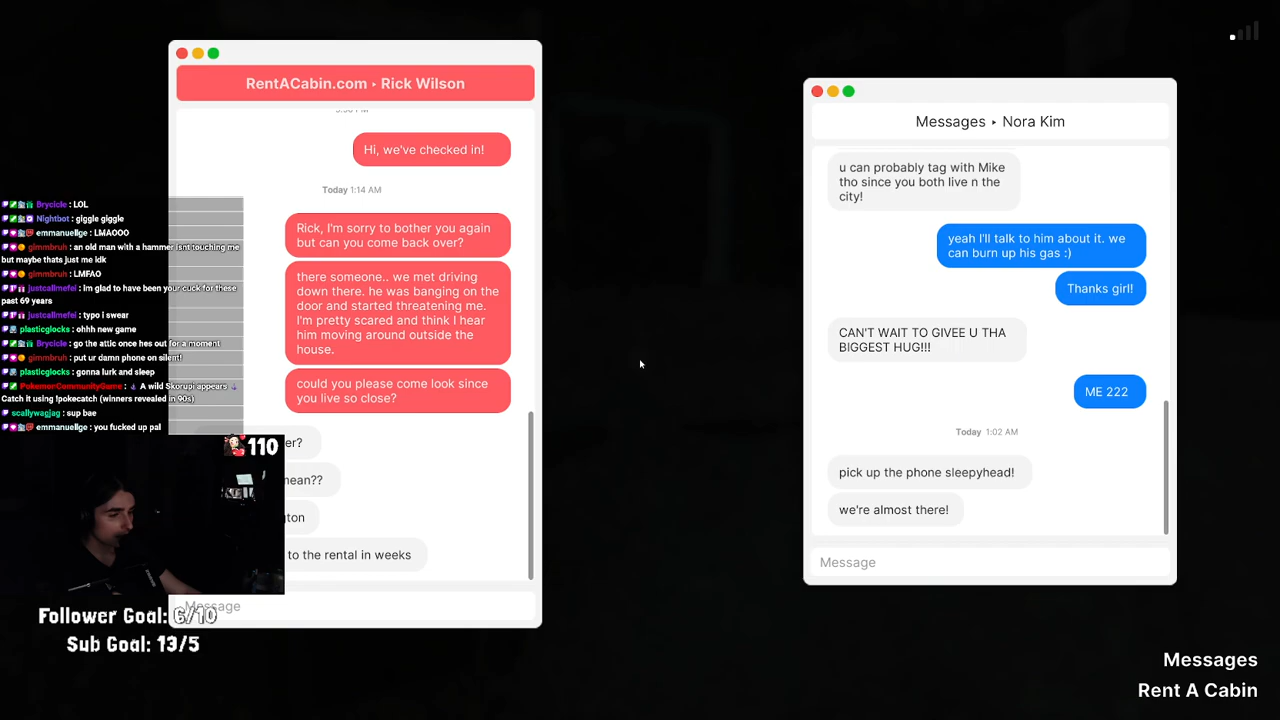 RentACabin.com ▸ Rick Wilson
Hi, we've checked in!
Today 1:14 AM
Rick, I'm sorry to bother you again
but can you come back over?
there someone.. we met driving
down there. he was banging on the
door and started threatening me.
I'm pretty scared and think I hear
him moving around outside the
house.
could you please come look since
you live so close?
er?
mean??
gton
to the rental in weeks
Message
Messages ▸ Nora Kim
u can probably tag with Mike
tho since you both live n the
city!
yeah I'll talk to him about it. we
can burn up his gas :)
Thanks girl!
CAN'T WAIT TO GIVEE U THA
BIGGEST HUG!!!
ME 222
Today 1:02 AM
pick up the phone sleepyhead!
we're almost there!
Message
Brycicle : LOL
Nightbot : giggle giggle
emmanuellge : LMAOOO
gimmbruh : an old man with a hammer isnt touching me
but maybe thats just me idk
gimmbruh : LMFAO
justcallmefei : Im glad to have been your cuck for these
past 69 years
justcallmefei : typo i swear
plasticglocks : ohhh new game
Brycicle : go the attic once hes out for a moment
gimmbruh : put ur damn phone on silent!
plasticglocks : gonna lurk and sleep
PokemonCommunityGame : A wild Skorupi appears
Catch it using !pokecatch (winners revealed in 90s)
scallywagjag : sup bae
emmanuellge : you fucked up pal
110
Follower Goal: 6/10
Sub Goal: 13/5
Messages
Rent A Cabin